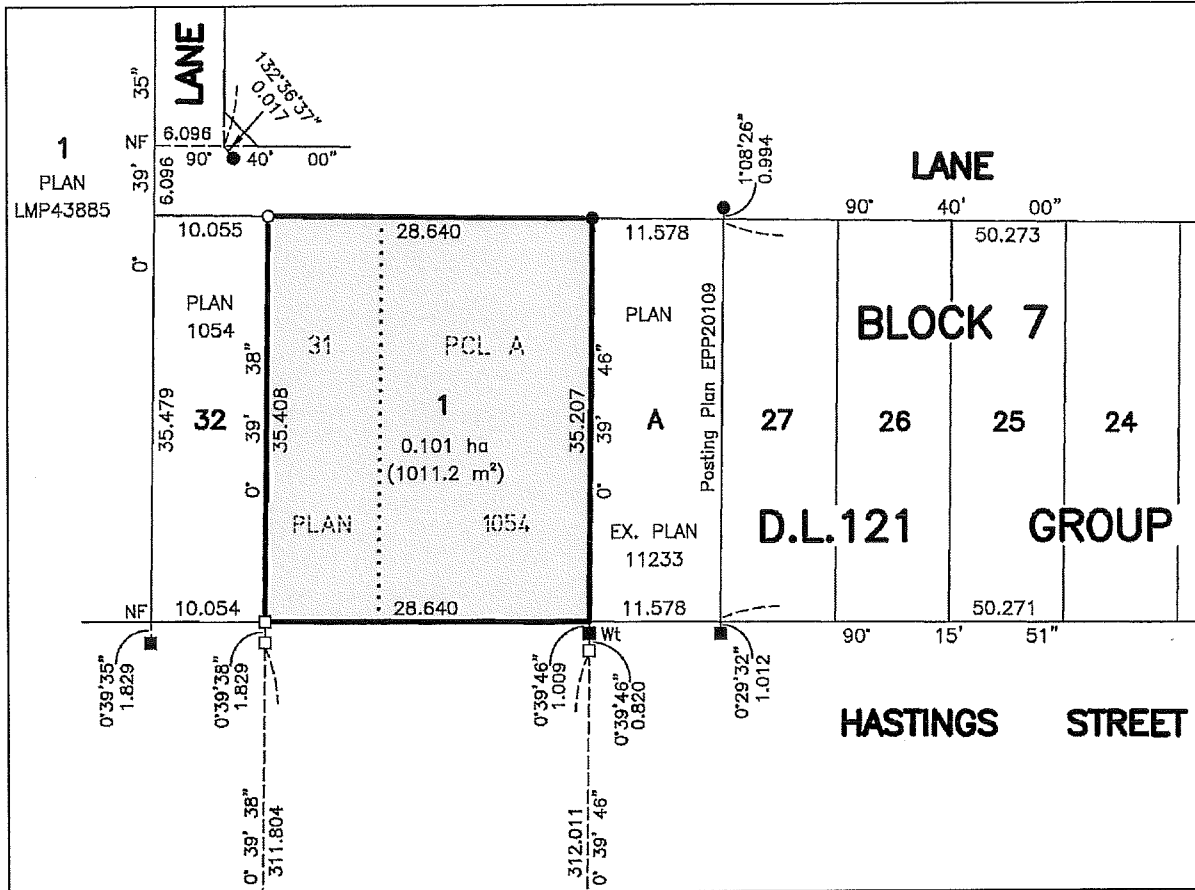 LANE
35"
39'
0°
1
PLAN
LMP43885
NF
6.096
90° 40' 00"
6.096
132°36'37"
0.017
1°08'26"
0.994
LANE
90° 40' 00"
10.055
28.640
11.578
50.273
PLAN
1054
32
35.479
0° 39' 38"
35.408
31
PCL A
1
0.101 ha
(1011.2 m²)
PLAN
1054
35.207
0° 39' 46"
PLAN
A
EX. PLAN
11233
Posting Plan EPP20109
BLOCK 7
27
26
25
24
D.L.121
GROUP
NF
10.054
28.640
11.578
50.271
90° 15' 51"
Wt
0°39'35"
1.829
0°39'38"
1.829
0°39'46"
1.009
0°39'46"
0.820
0°29'32"
1.012
HASTINGS STREET
0° 39' 38"
311.804
312.011
0° 39' 46"